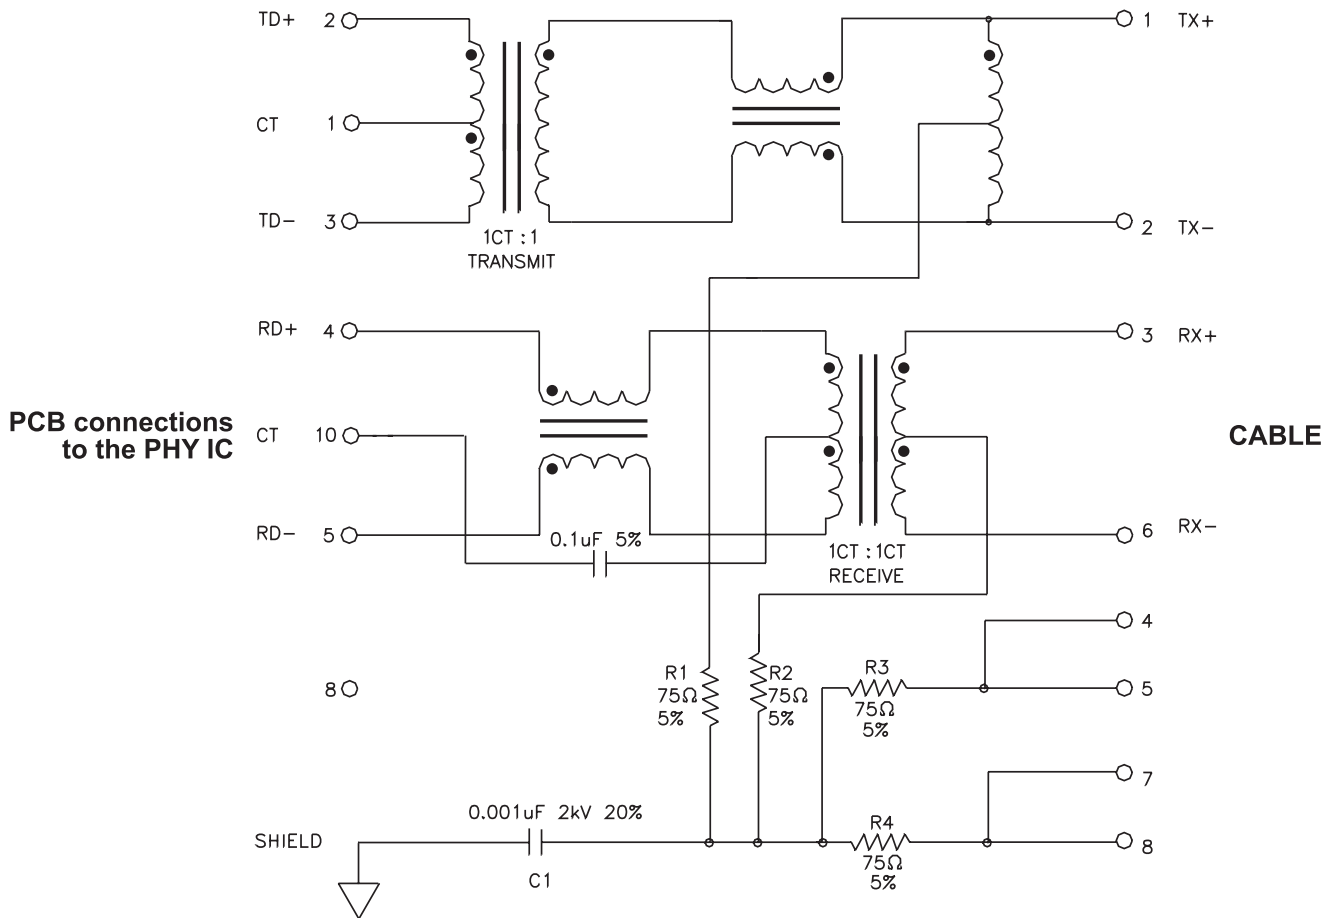 TD+ 2
1 TX+
CT 1
TD- 3
2 TX-
1CT : 1
TRANSMIT
RD+ 4
3 RX+
PCB connections
to the PHY IC
CT 10
CABLE
RD- 5
0.1uF 5%
6 RX-
1CT : 1CT
RECEIVE
4
8
R1
75Ω
5%
R2
75Ω
5%
R3
75Ω
5%
5
7
0.001uF 2kV 20%
SHIELD
C1
R4
75Ω
5%
8